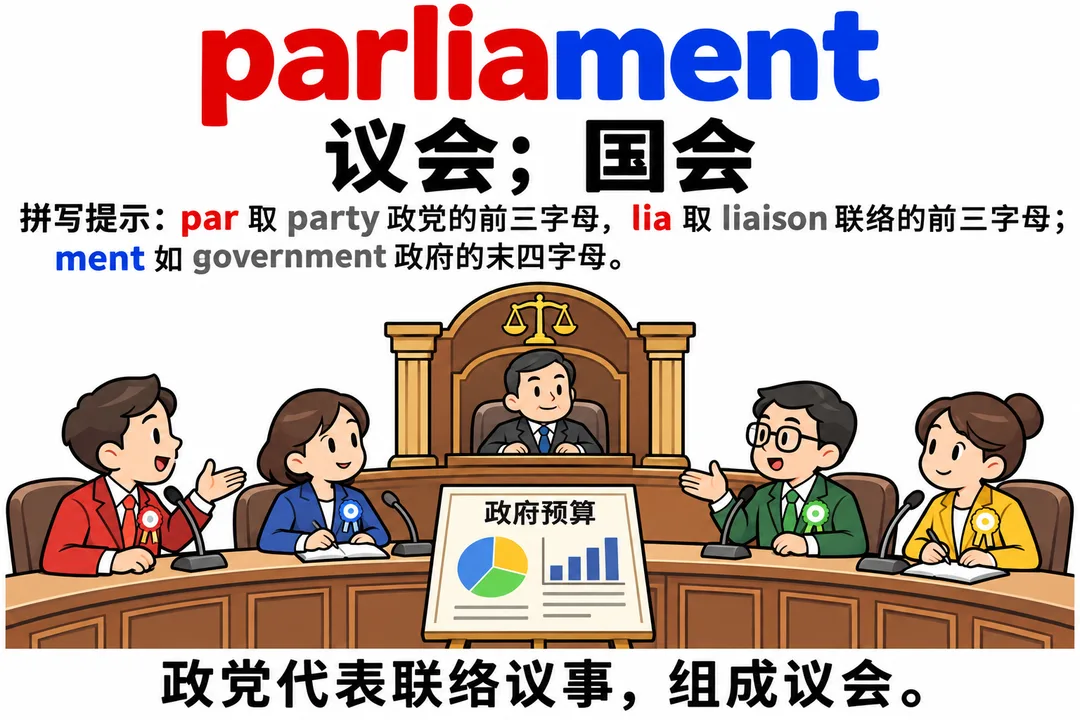 parliament
议会；国会
拼写提示：par 取 party 政党的前三字母，lia 取 liaison 联络的前三字母；
ment 如 government 政府的末四字母。
政府预算
政党代表联络议事，组成议会。